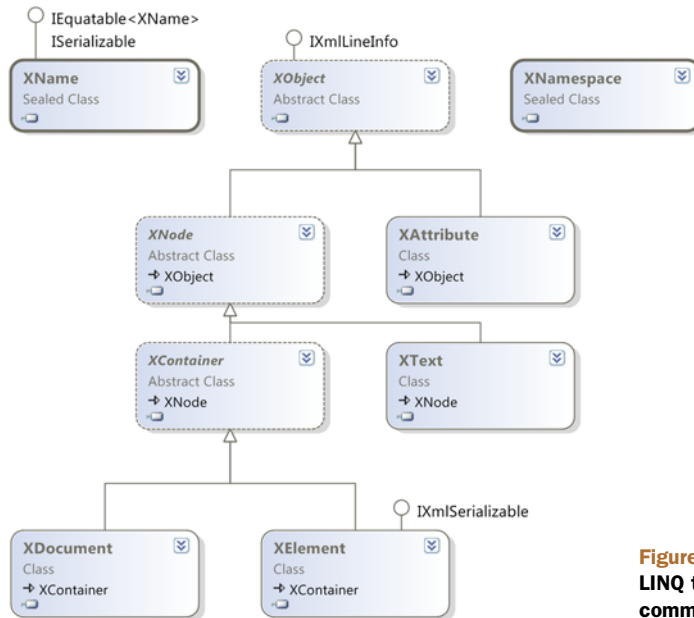 IEquatable<XName>
ISerializable
IXmlLineInfo
XName
Sealed Class
XObject
Abstract Class
XNamespace
Sealed Class
XNode
Abstract Class
XObject
XAttribute
Class
XObject
XContainer
Abstract Class
XNode
XText
Class
XNode
IXmlSerializable
XDocument
Class
XContainer
XElement
Class
XContainer
Figure
LINQ t
comm